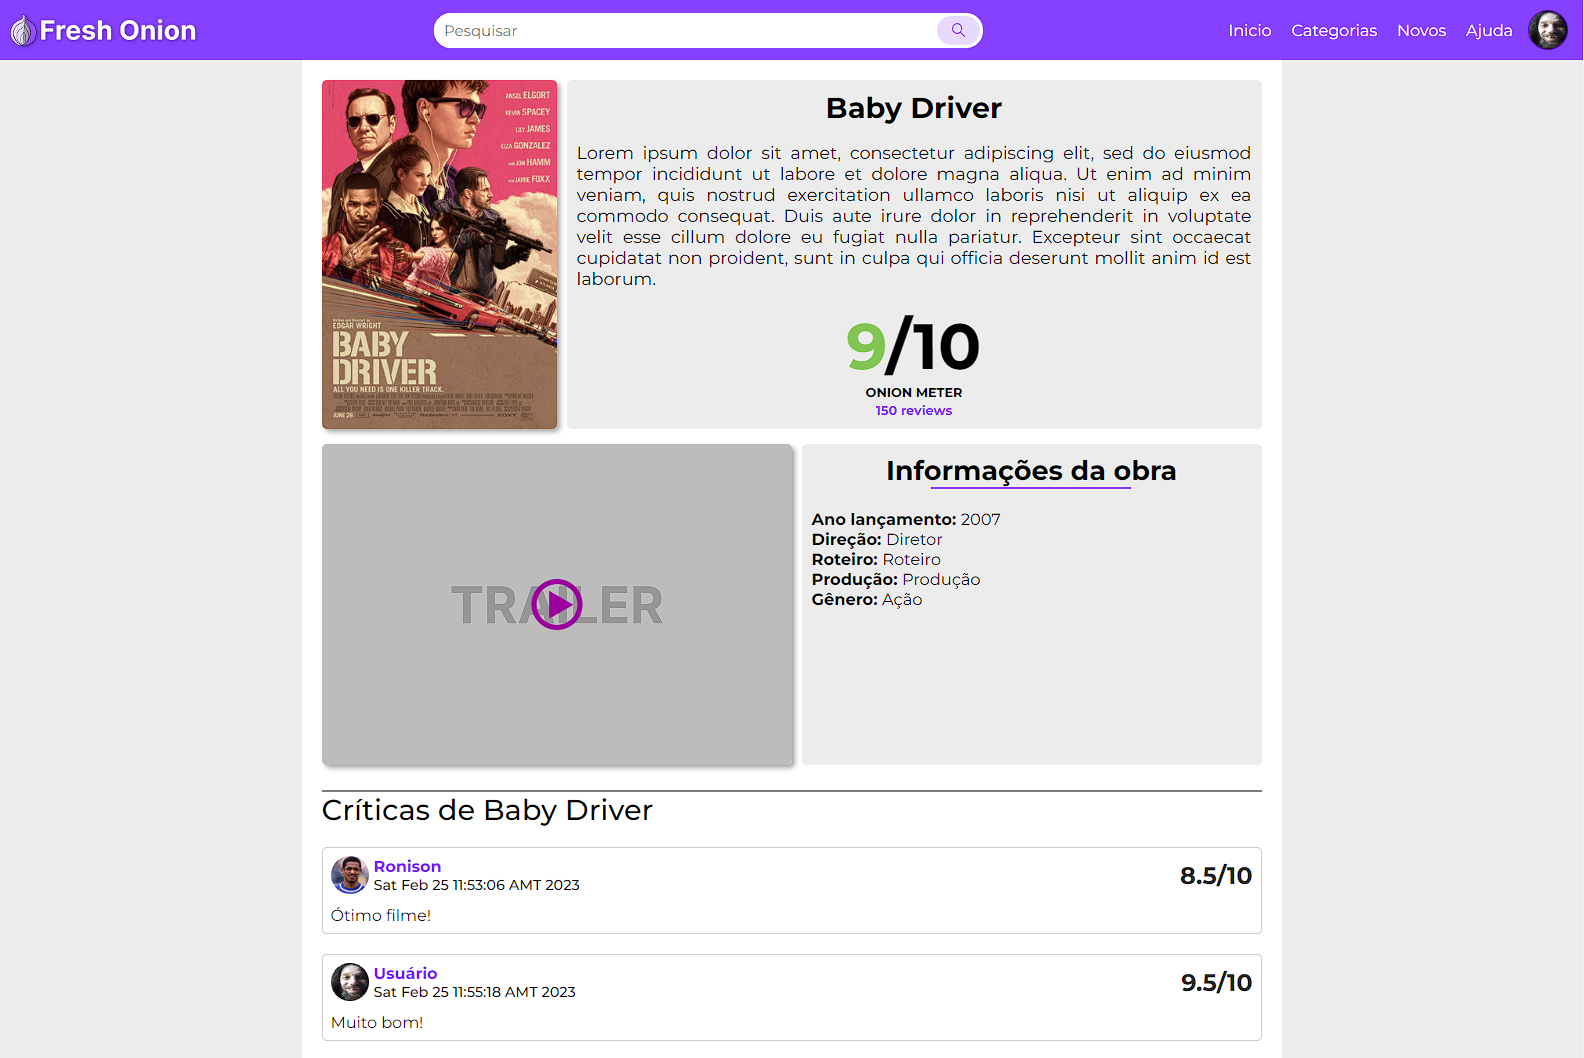 Fresh Onion
Pesquisar
Inicio
Categorias
Novos
Ajuda
ANSEL ELGORT
KEVIN SPACEY
LILY JAMES
EIZA GONZALEZ
WITH JON HAMM
AND JAMIE FOXX
EDGAR WRIGHT
BABY
DRIVER
ALL YOU NEED IS ONE KILLER TRACK.
JUNE 28
SONY
Baby Driver
Lorem ipsum dolor sit amet, consectetur adipiscing elit, sed do eiusmod
tempor incididunt ut labore et dolore magna aliqua. Ut enim ad minim
veniam, quis nostrud exercitation ullamco laboris nisi ut aliquip ex ea
commodo consequat. Duis aute irure dolor in reprehenderit in voluptate
velit esse cillum dolore eu fugiat nulla pariatur. Excepteur sint occaecat
cupidatat non proident, sunt in culpa qui officia deserunt mollit anim id est
laborum.
9/10
ONION METER
150 reviews
TRAILER
Informações da obra
Ano lançamento: 2007
Direção: Diretor
Roteiro: Roteiro
Produção: Produção
Gênero: Ação
Críticas de Baby Driver
Ronison
Sat Feb 25 11:53:06 AMT 2023
8.5/10
Ótimo filme!
Usuário
Sat Feb 25 11:55:18 AMT 2023
9.5/10
Muito bom!